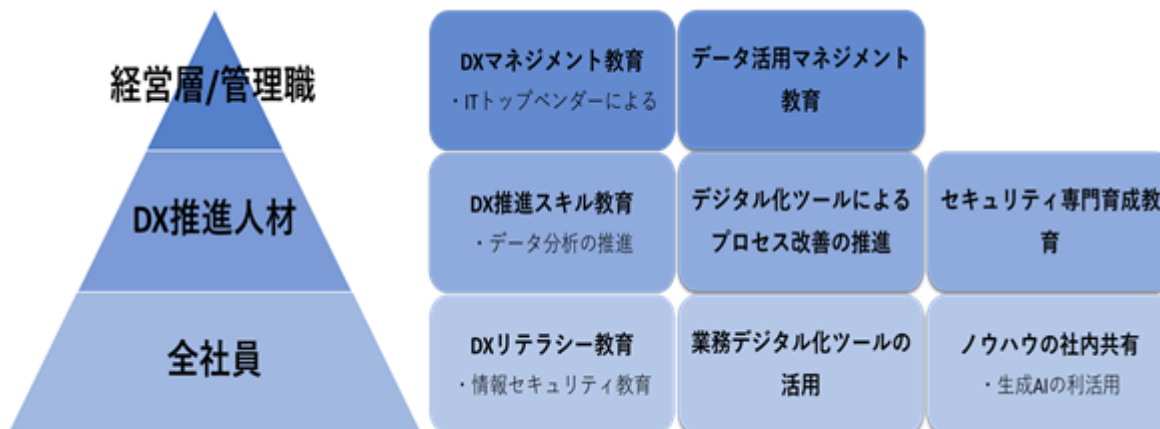 経営層/管理職
DXマネジメント教育
・ITトップベンダーによる
データ活用マネジメント
教育
DX推進人材
DX推進スキル教育
・データ分析の推進
デジタル化ツールによる
プロセス改善の推進
セキュリティ専門育成教
育
全社員
DXリテラシー教育
・情報セキュリティ教育
業務デジタル化ツールの
活用
ノウハウの社内共有
・生成AIの利活用